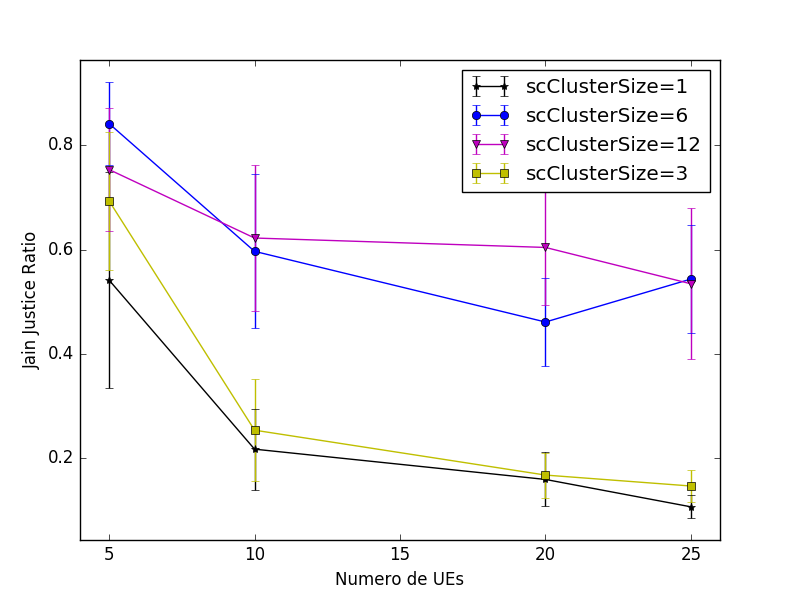 scClusterSize=1
scClusterSize=6
scClusterSize=12
scClusterSize=3
0.8
0.6
0.4
0.2
Jain Justice Ratio
5 10 15 20 25
Numero de UEs